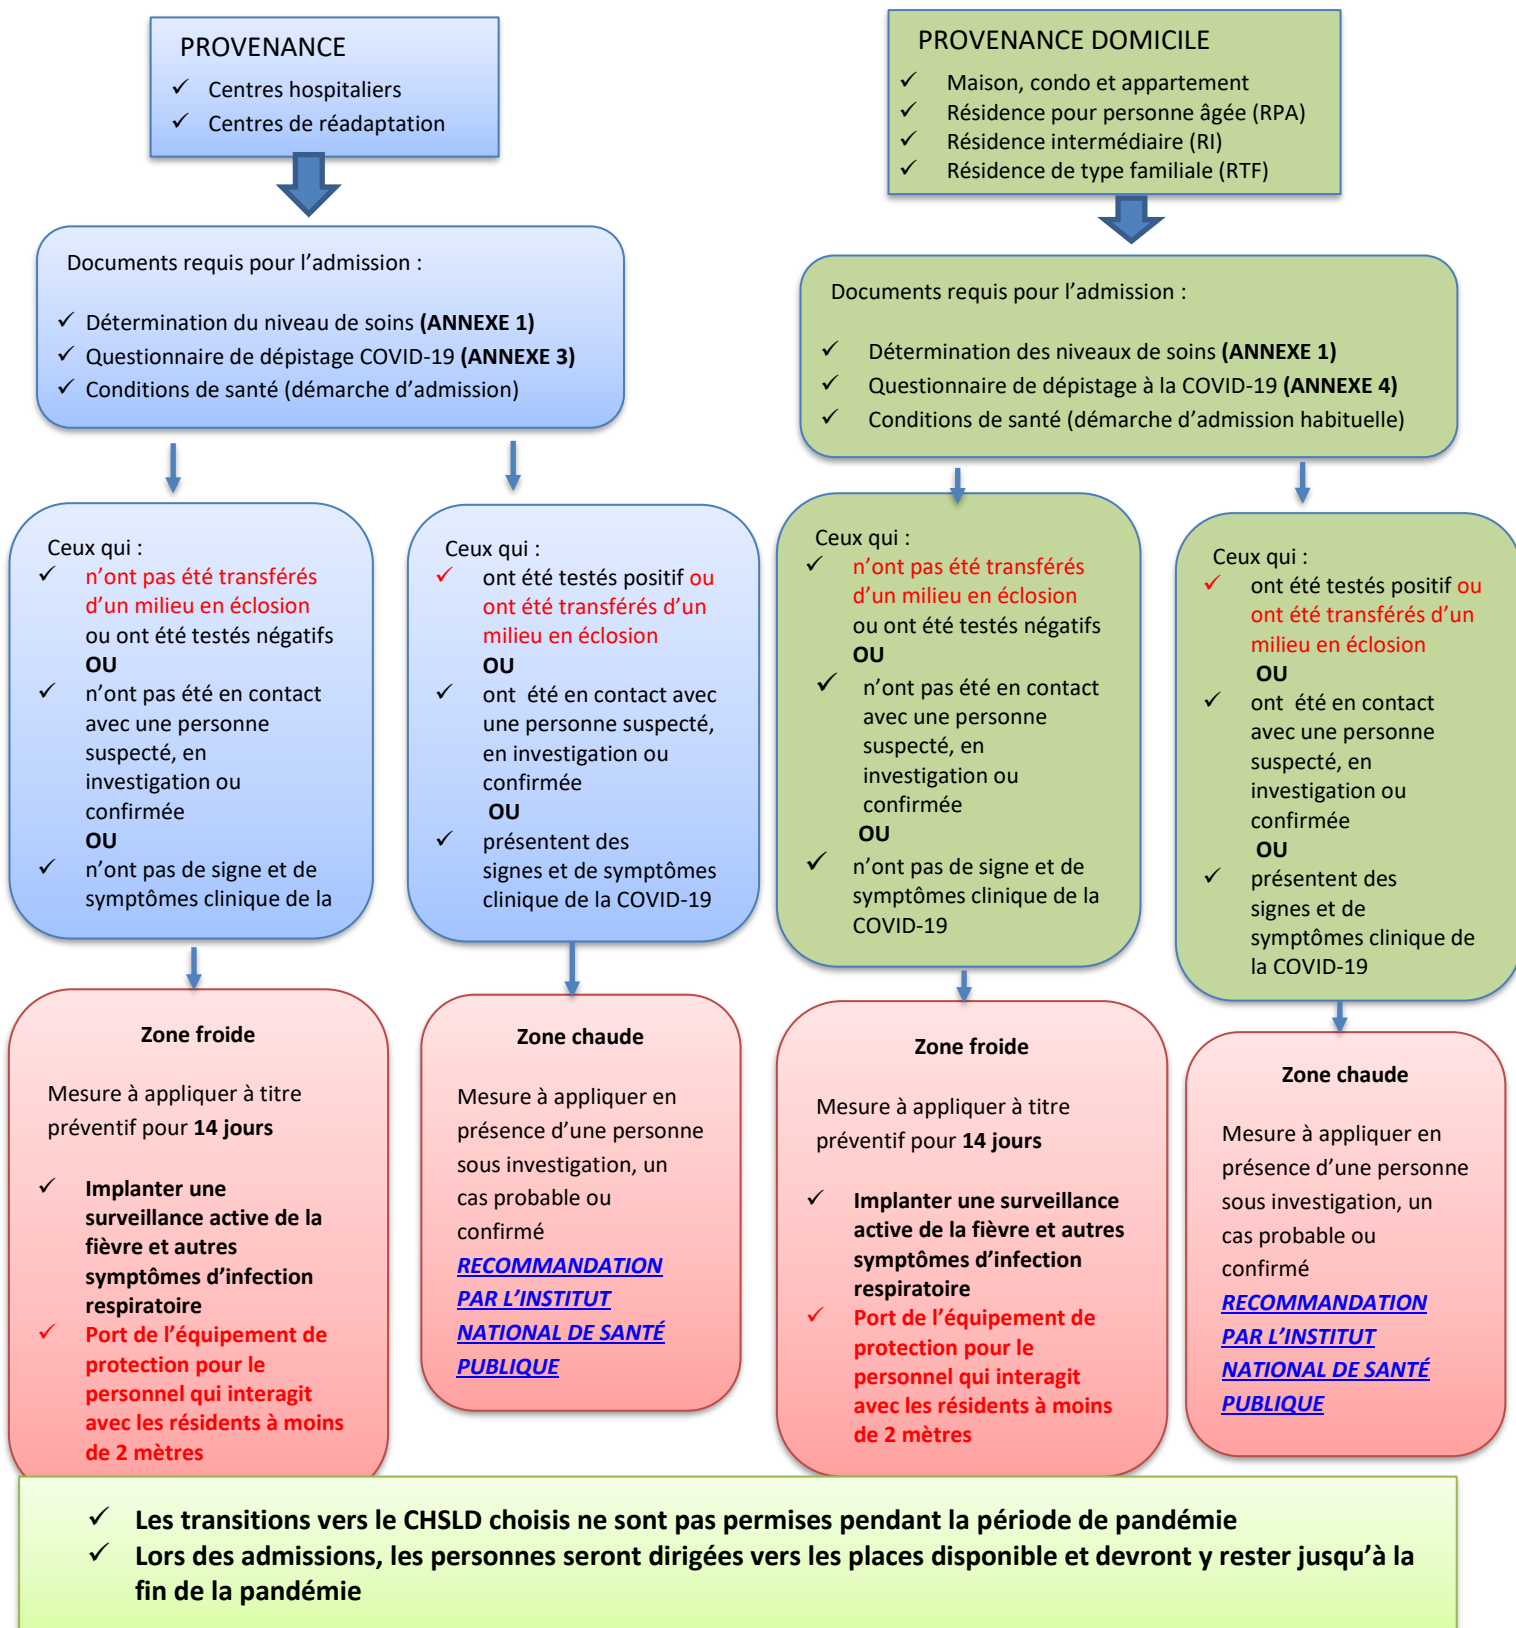 PROVENANCE
✓ Centres hospitaliers
✓ Centres de réadaptation
Documents requis pour l’admission :
✓ Détermination du niveau de soins (ANNEXE 1)
✓ Questionnaire de dépistage COVID-19 (ANNEXE 3)
✓ Conditions de santé (démarche d’admission)
Ceux qui :
✓ n’ont pas été transférés
d’un milieu en éclosion
ou ont été testés négatifs
OU
✓ n’ont pas été en contact
avec une personne
suspecté, en
investigation ou
confirmée
OU
✓ n’ont pas de signe et de
symptômes clinique de la
Zone froide
Mesure à appliquer à titre
préventif pour 14 jours
✓ Implanter une
surveillance active de la
fièvre et autres
symptômes d’infection
respiratoire
✓ Port de l’équipement de
protection pour le
personnel qui interagit
avec les résidents à moins
de 2 mètres
Ceux qui :
✓ ont été testés positif ou
ont été transférés d’un
milieu en éclosion
OU
✓ ont été en contact avec
une personne suspecté,
en investigation ou
confirmée
OU
✓ présentent des
signes et de symptômes
clinique de la COVID-19
Zone chaude
Mesure à appliquer en
présence d’une personne
sous investigation, un
cas probable ou
confirmé
RECOMMANDATION
PAR L’INSTITUT
NATIONAL DE SANTÉ
PUBLIQUE
PROVENANCE DOMICILE
✓ Maison, condo et appartement
✓ Résidence pour personne âgée (RPA)
✓ Résidence intermédiaire (RI)
✓ Résidence de type familiale (RTF)
Documents requis pour l’admission :
✓ Détermination des niveaux de soins (ANNEXE 1)
✓ Questionnaire de dépistage à la COVID-19 (ANNEXE 4)
✓ Conditions de santé (démarche d’admission habituelle)
Ceux qui :
✓ n’ont pas été transférés
d’un milieu en éclosion
ou ont été testés négatifs
OU
✓ n’ont pas été en contact
avec une personne
suspecté, en
investigation ou
confirmée
OU
✓ n’ont pas de signe et de
symptômes clinique de la
COVID-19
Zone froide
Mesure à appliquer à titre
préventif pour 14 jours
✓ Implanter une surveillance
active de la fièvre et autres
symptômes d’infection
respiratoire
✓ Port de l’équipement de
protection pour le
personnel qui interagit
avec les résidents à moins
de 2 mètres
Ceux qui :
✓ ont été testés positif ou
ont été transférés d’un
milieu en éclosion
OU
✓ ont été en contact
avec une personne
suspecté, en
investigation ou
confirmée
OU
✓ présentent des
signes et de
symptômes clinique de
la COVID-19
Zone chaude
Mesure à appliquer en
présence d’une personne
sous investigation, un
cas probable ou
confirmé
RECOMMANDATION
PAR L’INSTITUT
NATIONAL DE SANTÉ
PUBLIQUE
✓ Les transitions vers le CHSLD choisis ne sont pas permises pendant la période de pandémie
✓ Lors des admissions, les personnes seront dirigées vers les places disponible et devront y rester jusqu’à la
fin de la pandémie